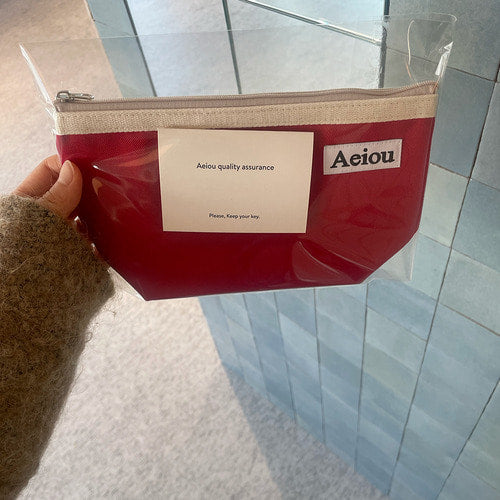 Aeiou quality assurance
Aeiou
Please, Keep your key.